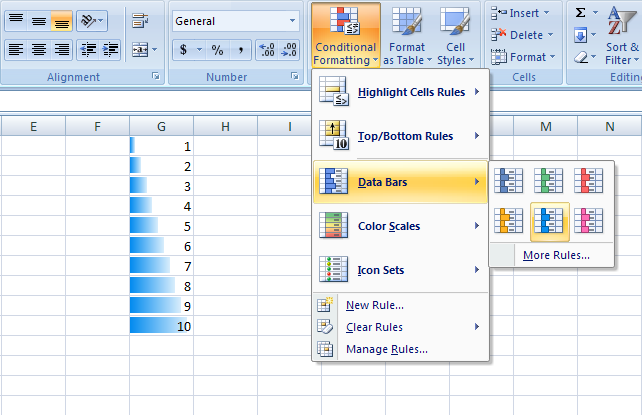 General
Conditional Formatting
Format as Table
Cell Styles
Insert
Delete
Format
Σ
A
Z
Sort & Filter
$ % ,
.0 .00
.00 .0
Alignment
Number
Cells
Editin
E F G H I M N
1
2
3
4
5
6
7
8
9
10
Highlight Cells Rules
Top/Bottom Rules
10
Data Bars
Color Scales
Icon Sets
New Rule...
Clear Rules
Manage Rules...
More Rules...